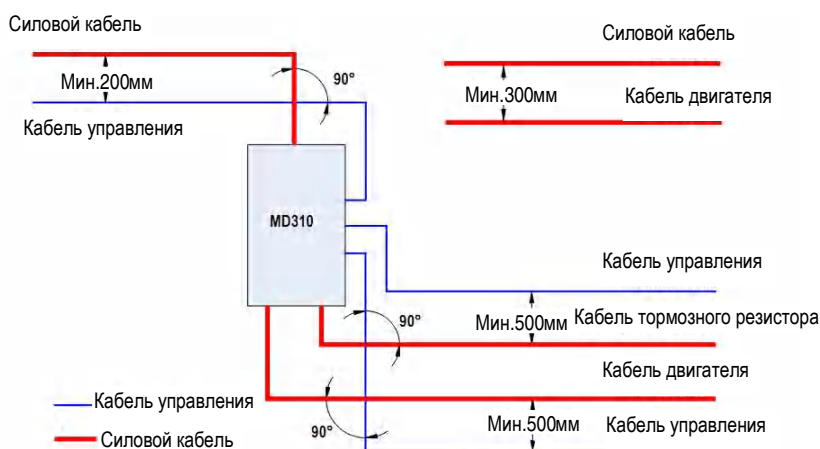 Силовой кабель
Мин.200мм
90°
Кабель управления
Силовой кабель
Мин.300мм
Кабель двигателя
MD310
Кабель управления
Мин.500мм
Кабель тормозного резистора
90°
Кабель двигателя
Кабель управления
Мин.500мм
Кабель управления
90°
Силовой кабель